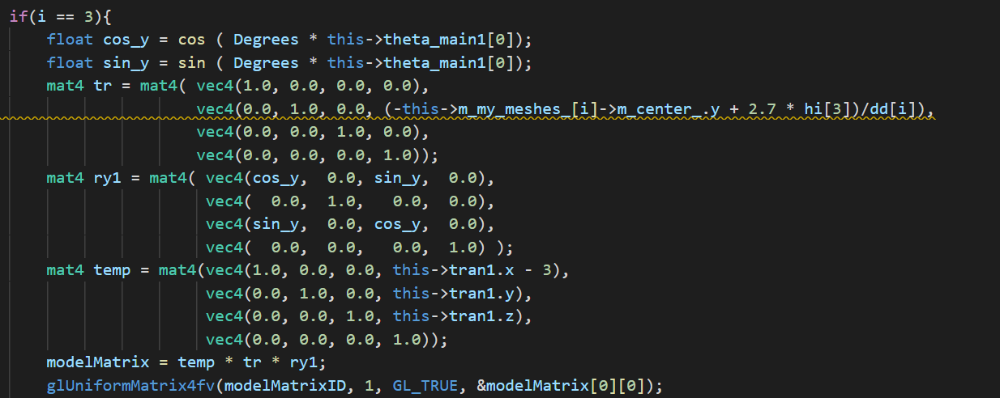 if(i == 3){
    float cos_y = cos ( Degrees * this->theta_main1[0]);
    float sin_y = sin ( Degrees * this->theta_main1[0]);
    mat4 tr = mat4( vec4(1.0, 0.0, 0.0, 0.0),
                    vec4(0.0, 1.0, 0.0, (-this->m_my_meshes_[i]->m_center_.y + 2.7 * hi[3])/dd[i]),
                    vec4(0.0, 0.0, 1.0, 0.0),
                    vec4(0.0, 0.0, 0.0, 1.0));
    mat4 ry1 = mat4( vec4(cos_y,  0.0, sin_y,  0.0),
                     vec4(  0.0,  1.0,   0.0,  0.0),
                     vec4(sin_y,  0.0, cos_y,  0.0),
                     vec4(  0.0,  0.0,   0.0,  1.0) );
    mat4 temp = mat4(vec4(1.0, 0.0, 0.0, this->tran1.x - 3),
                     vec4(0.0, 1.0, 0.0, this->tran1.y),
                     vec4(0.0, 0.0, 1.0, this->tran1.z),
                     vec4(0.0, 0.0, 0.0, 1.0));
    modelMatrix = temp * tr * ry1;
    glUniformMatrix4fv(modelMatrixID, 1, GL_TRUE, &modelMatrix[0][0]);